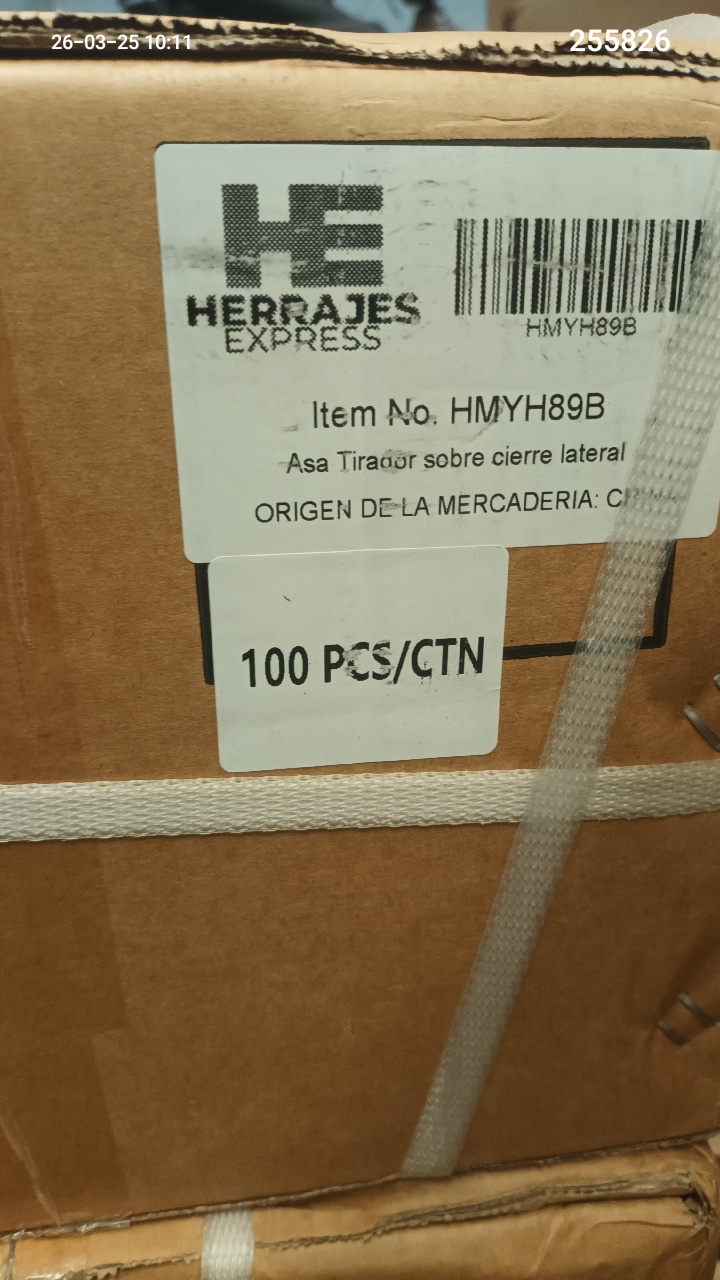 26-03-25 10:11
255826
HE
HERRAJES
EXPRESS
HMYH89B
Item No. HMYH89B
Asa Tirador sobre cierre lateral
ORIGEN DE LA MERCADERIA:
100 PCS/CTN